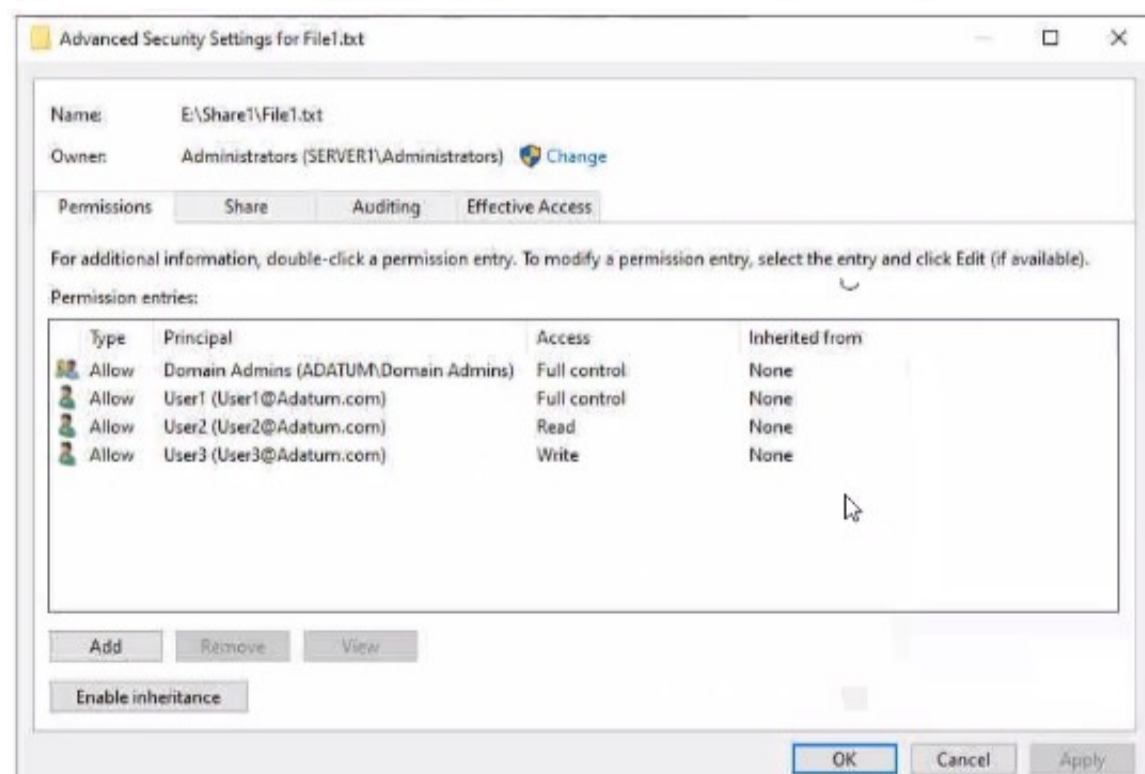 Advanced Security Settings for File1.txt
Name: E:\Share1\File1.txt
Owner: Administrators (SERVER1\Administrators) Change
Permissions Share Auditing Effective Access
For additional information, double-click a permission entry. To modify a permission entry, select the entry and click Edit (if available).
Permission entries:
Type Principal Access Inherited from
Allow Domain Admins (ADATUM\Domain Admins) Full control None
Allow User1 (User1@Adatum.com) Full control None
Allow User2 (User2@Adatum.com) Read None
Allow User3 (User3@Adatum.com) Write None
Add Remove View
Enable inheritance
OK Cancel Apply